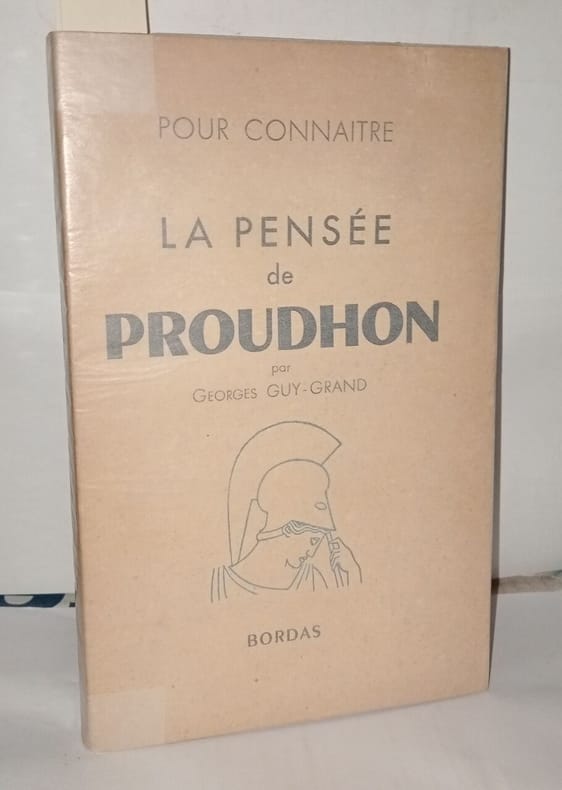 POUR CONNAITRE
LA PENSÉE
de
PROUDHON
par
GEORGES GUY-GRAND
BORDAS